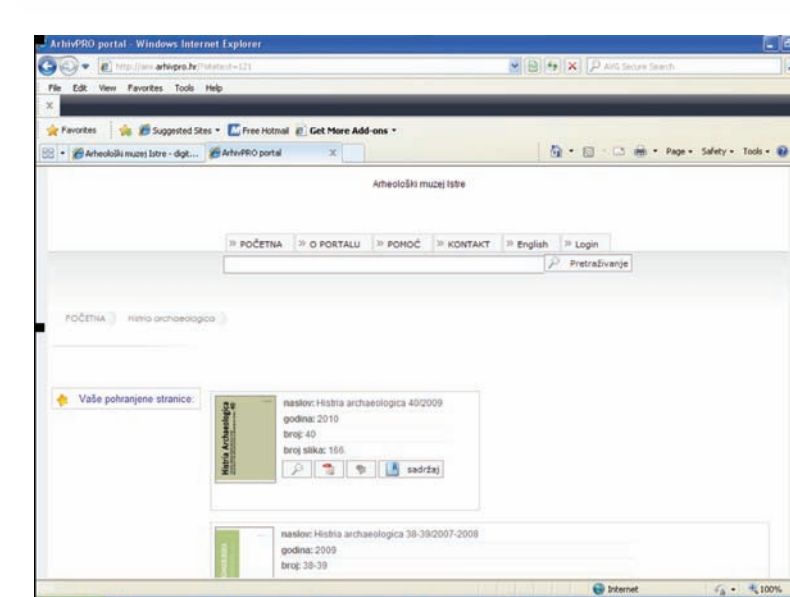 ArhivPRO portal - Windows Internet Explorer
arhivpro.hr/ AVG Secure Search
File Edit View Favorites Tools Help
Favorites Suggested Sites Free Hotmail Get More Add-ons
Arheološki muzej Istre - digit... ArhivPRO portal Page Safety Tools
Arheološki muzej Istre
POČETNA O PORTALU POMOĆ KONTAKT English Login
Pretraživanje
POČETNA Histria archaeologica
Vaše pohranjene stranice:
Histria Archaeologica
40
naslov: Histria archaeologica 40/2009
godina: 2010
broj: 40
broj slika: 166
sadržaj
naslov: Histria archaeologica 38-39/2007-2008
godina: 2009
broj: 38-39
Internet 100%